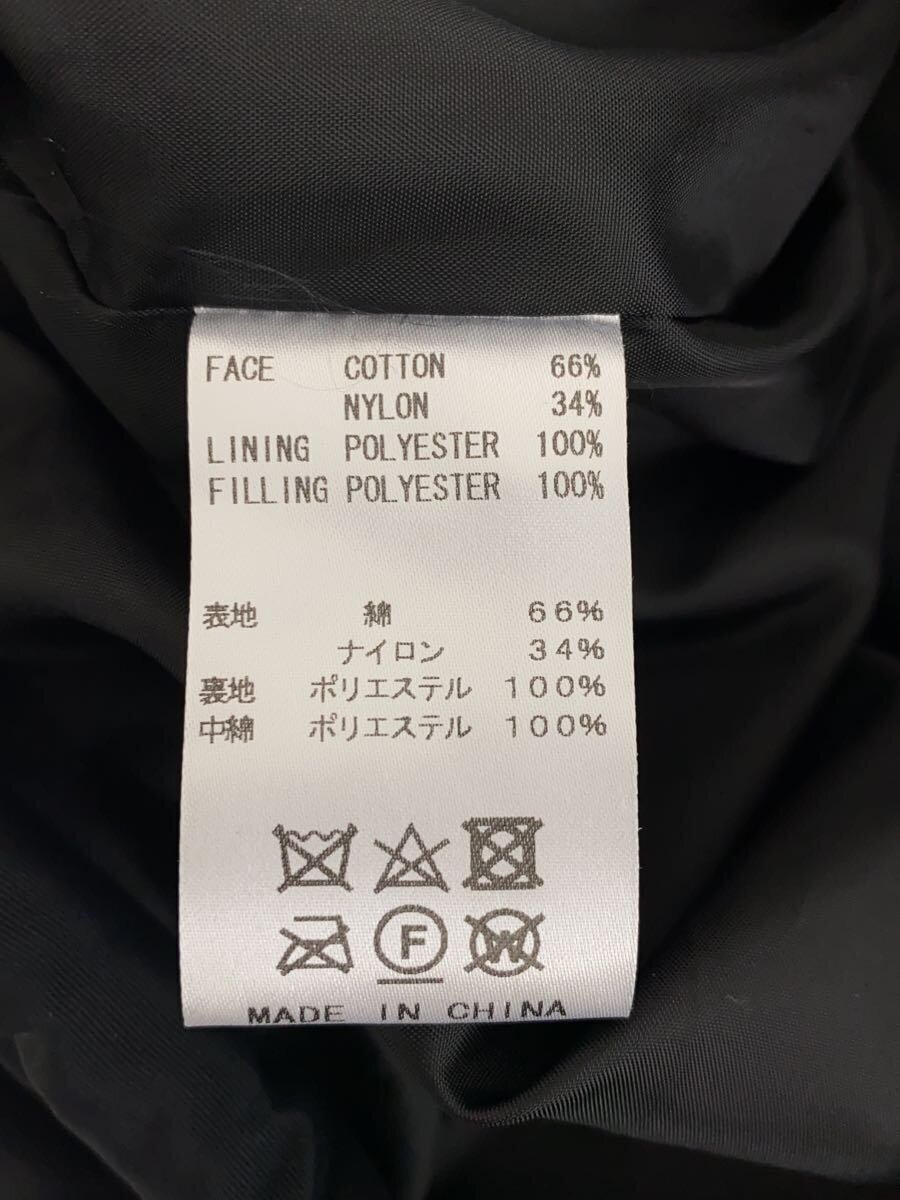 FACE COTTON 66%
NYLON 34%
LINING POLYESTER 100%
FILLING POLYESTER 100%
表地 綿 66%
ナイロン 34%
裏地 ポリエステル 100%
中綿 ポリエステル 100%
F W
MADE IN CHINA